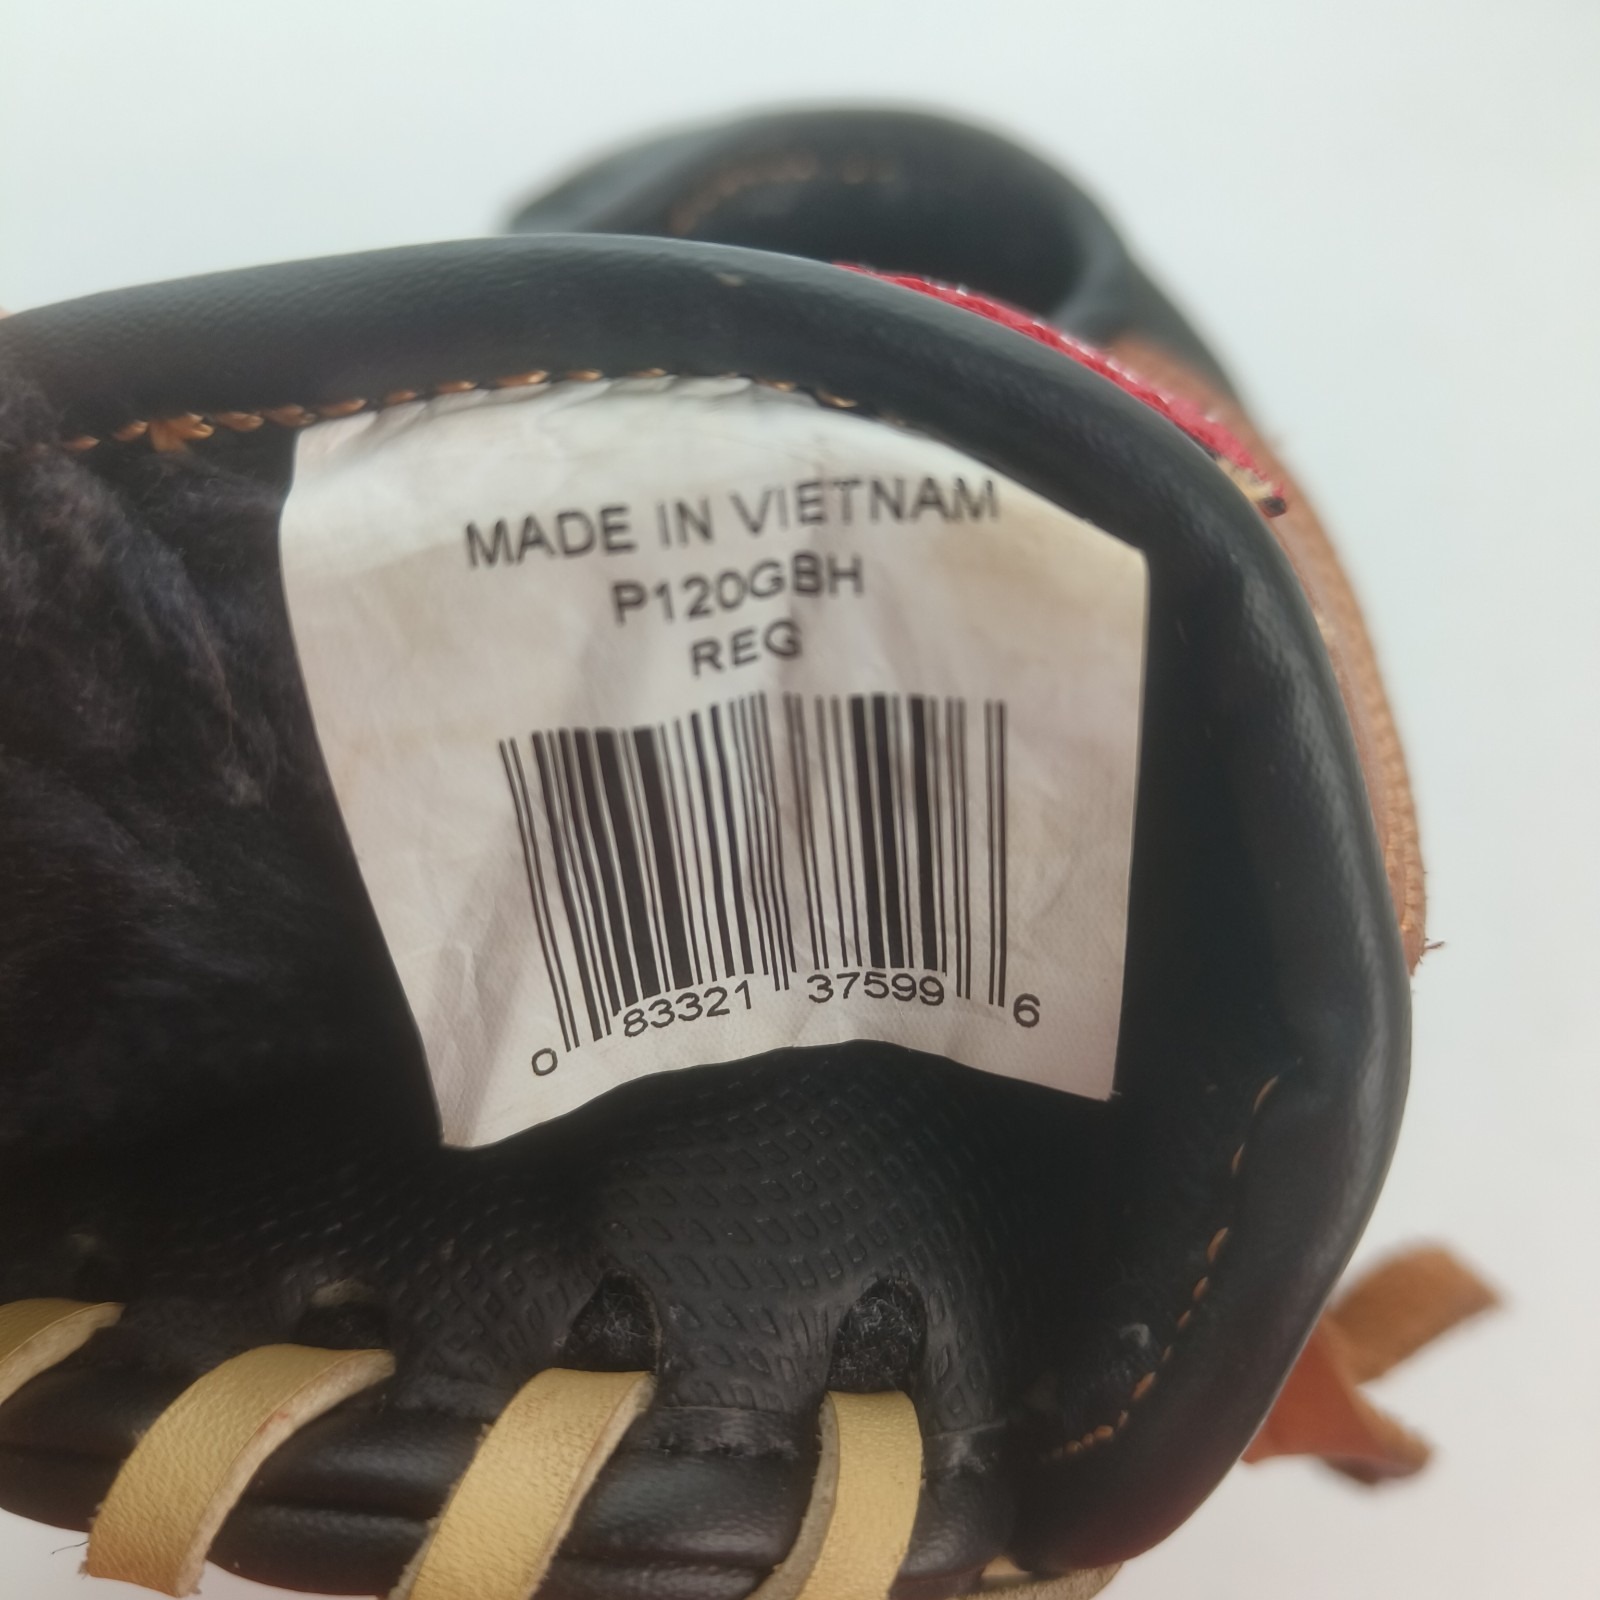 MADE IN VIETNAM
P120GBH
REG
0 83321 37599 6